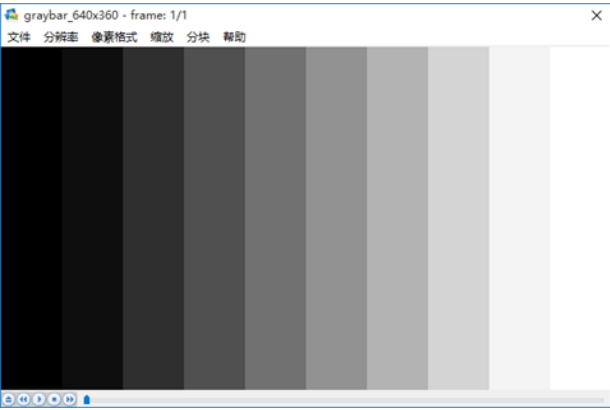 graybar_640x360 - frame: 1/1
文件 分辨率 像素格式 缩放 分块 帮助